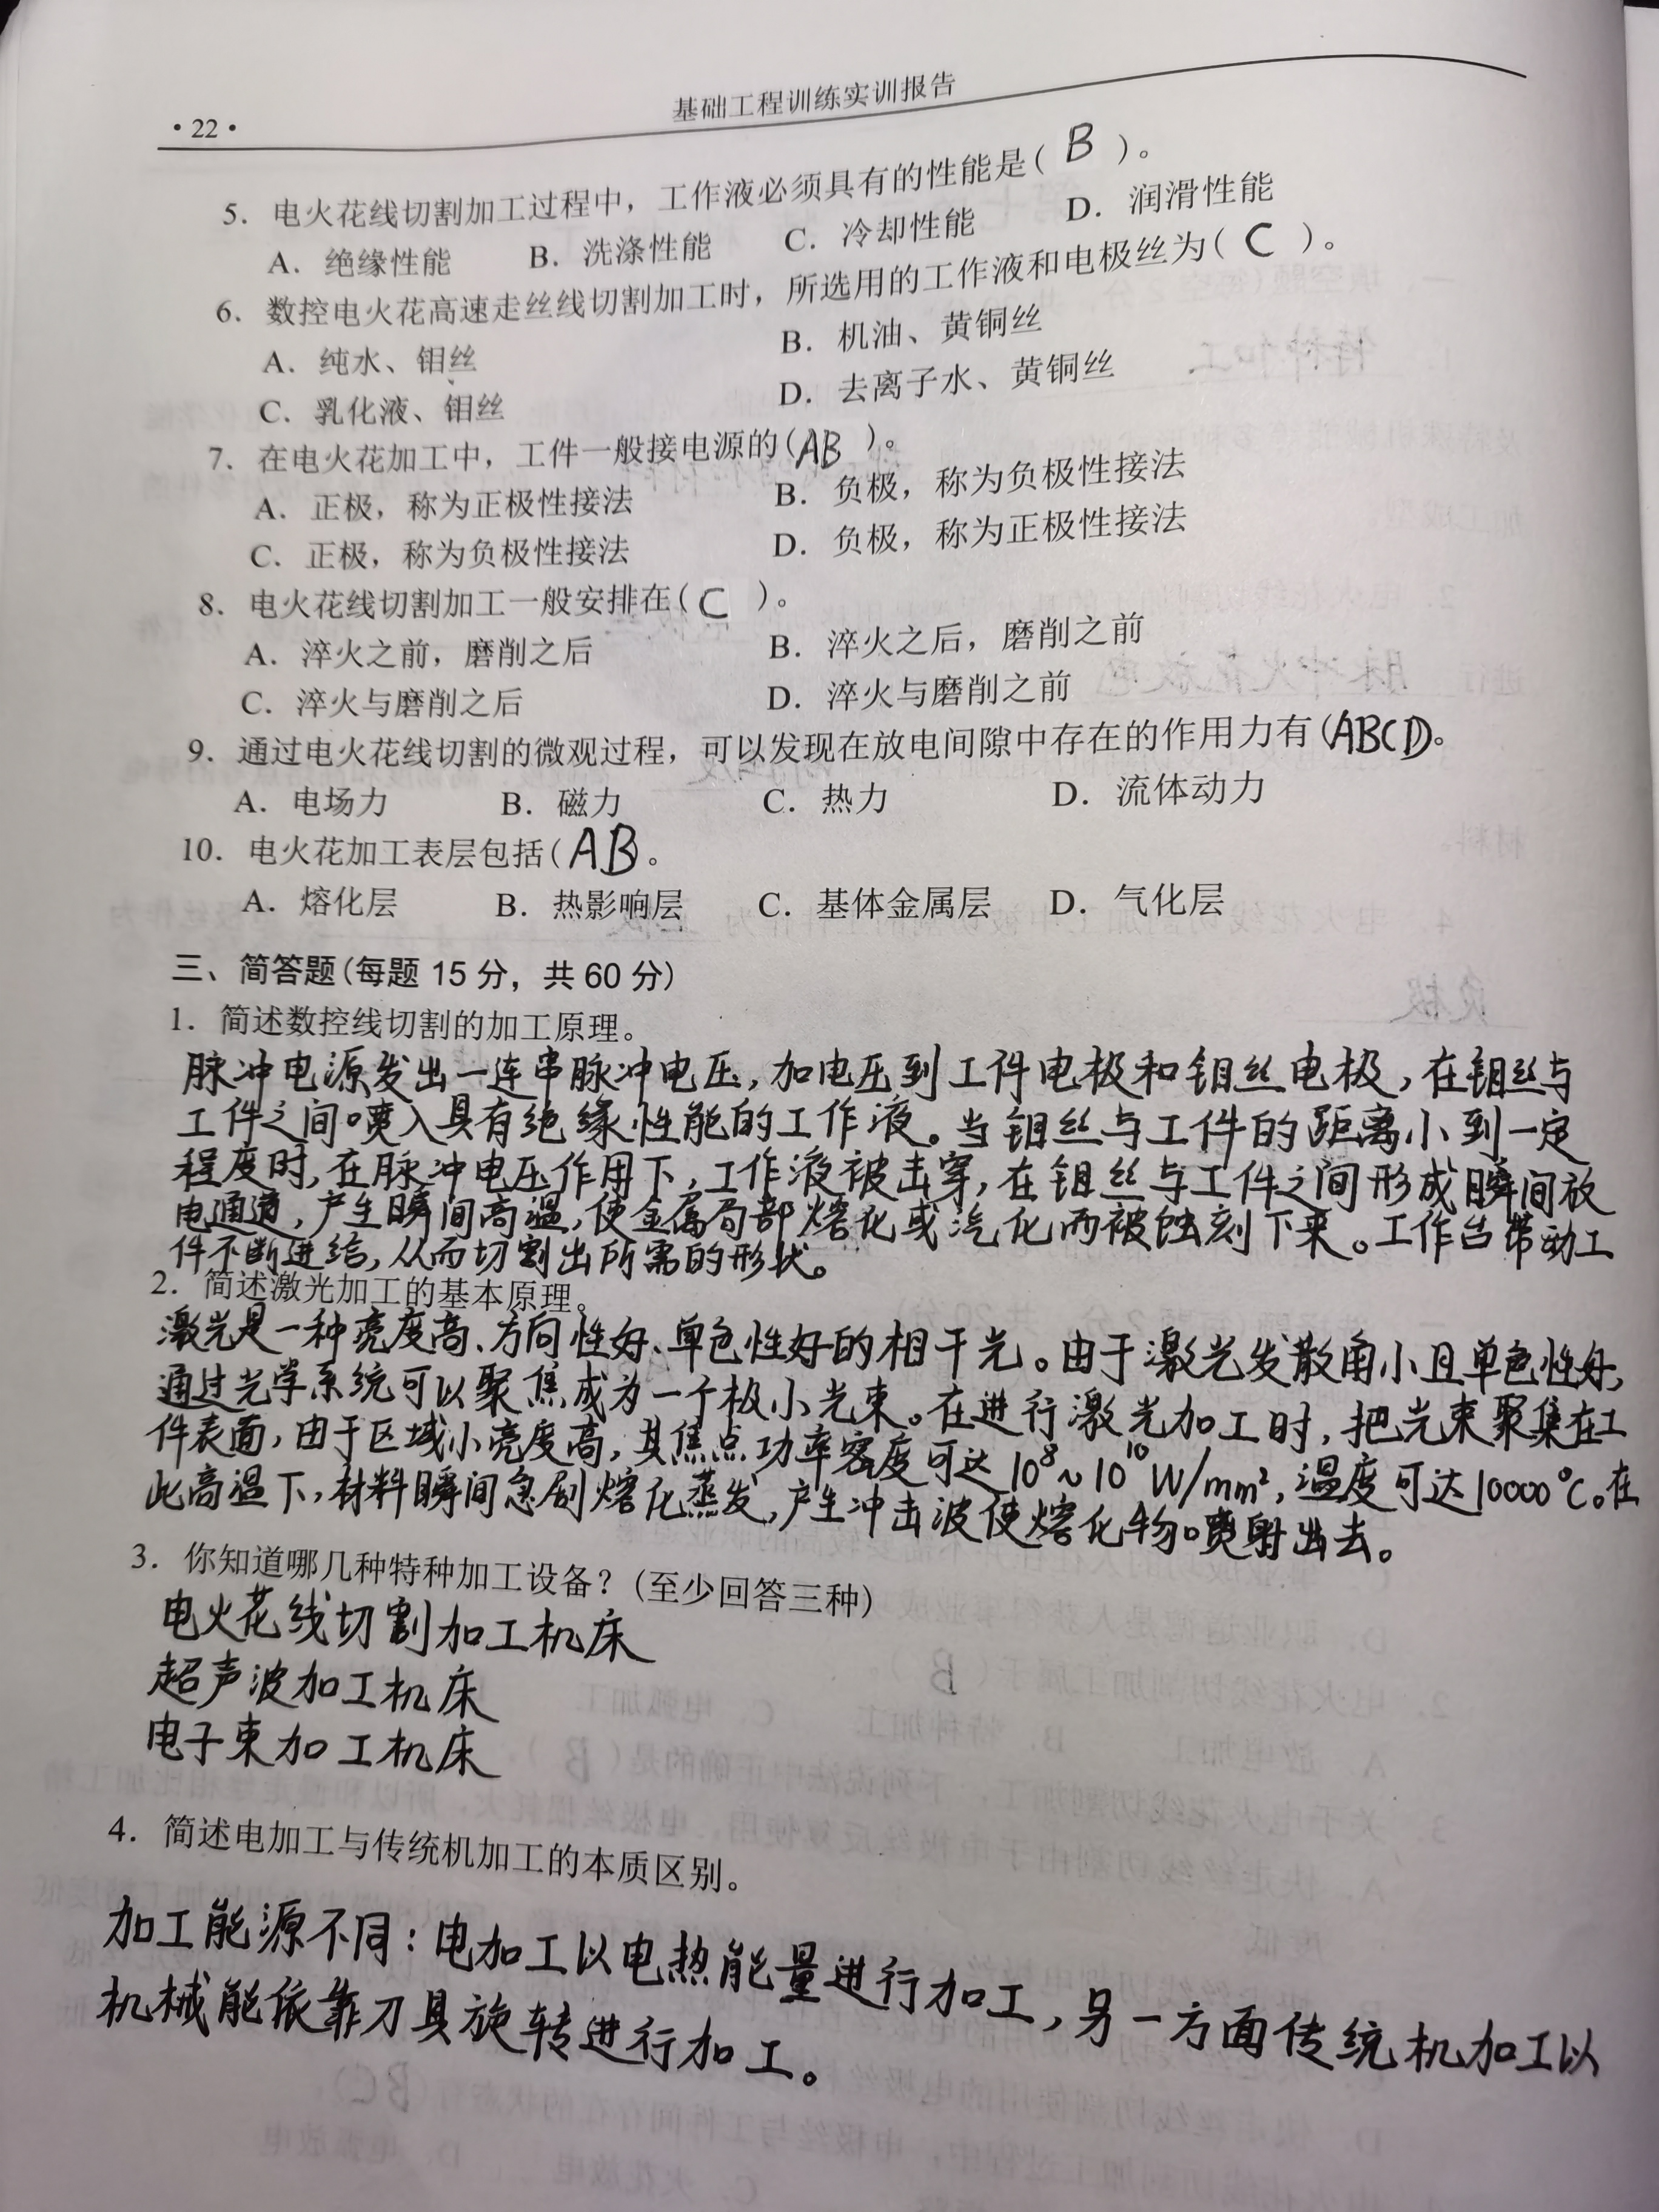 ·22·
基础工程训练实训报告
5. 电火花线切割加工过程中，工作液必须具有的性能是( B )。
A. 绝缘性能 B. 洗涤性能 C. 冷却性能 D. 润滑性能
6. 数控电火花高速走丝线切割加工时，所选用的工作液和电极丝为( C )。
A. 纯水、钼丝 B. 机油、黄铜丝
C. 乳化液、钼丝 D. 去离子水、黄铜丝
7. 在电火花加工中，工件一般接电源的(AB )。
A. 正极，称为正极性接法 B. 负极，称为负极性接法
C. 正极，称为负极性接法 D. 负极，称为正极性接法
8. 电火花线切割加工一般安排在( C )。
A. 淬火之前，磨削之后 B. 淬火之后，磨削之前
C. 淬火与磨削之后 D. 淬火与磨削之前
9. 通过电火花线切割的微观过程，可以发现在放电间隙中存在的作用力有(ABCD)。
A. 电场力 B. 磁力 C. 热力 D. 流体动力
10. 电火花加工表层包括( AB)。
A. 熔化层 B. 热影响层 C. 基体金属层 D. 气化层
三、简答题(每题 15 分，共 60 分)
1. 简述数控线切割的加工原理。
脉冲电源发出一连串脉冲电压，加电压到工件电极和钼丝电极，在钼丝与
工件之间喷入具有绝缘性能的工作液。当钼丝与工件的距离小到一定
程度时，在脉冲电压作用下，工作液被击穿，在钼丝与工件之间形成瞬间放
电通道，产生瞬间高温，使金属局部熔化或汽化而被蚀刻下来。工作台带动工
件不断进给，从而切割出所需的形状。
2. 简述激光加工的基本原理。
激光是一种亮度高、方向性好、单色性好的相干光。由于激光发散角小且单色性好，
通过光学系统可以聚焦成为一个极小光束。在进行激光加工时，把光束聚集在工
件表面，由于区域小亮度高，其焦点功率密度可达10⁸~10¹⁰W/mm²，温度可达10000℃。在
此高温下，材料瞬间急剧熔化蒸发，产生冲击波使熔化物喷射出去。
3. 你知道哪几种特种加工设备？(至少回答三种)
电火花线切割加工机床
超声波加工机床
电子束加工机床
4. 简述电加工与传统机加工的本质区别。
加工能源不同：电加工以电热能量进行加工，另一方面传统机加工以
机械能依靠刀具旋转进行加工。